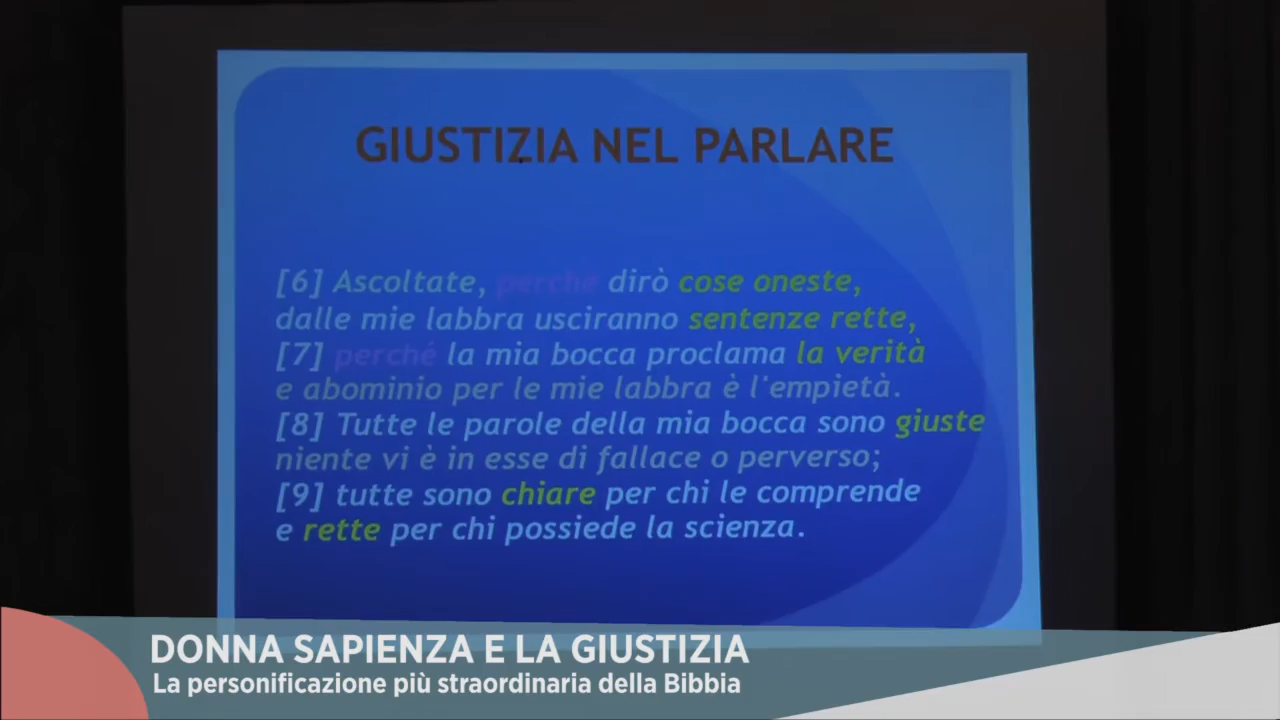 GIUSTIZIA NEL PARLARE
[6] Ascoltate, perché dirò cose oneste,
dalle mie labbra usciranno sentenze rette,
[7] perché la mia bocca proclama la verità
e abominio per le mie labbra è l'empietà.
[8] Tutte le parole della mia bocca sono giuste
niente vi è in esse di fallace o perverso;
[9] tutte sono chiare per chi le comprende
e rette per chi possiede la scienza.
DONNA SAPIENZA E LA GIUSTIZIA
La personificazione più straordinaria della Bibbia